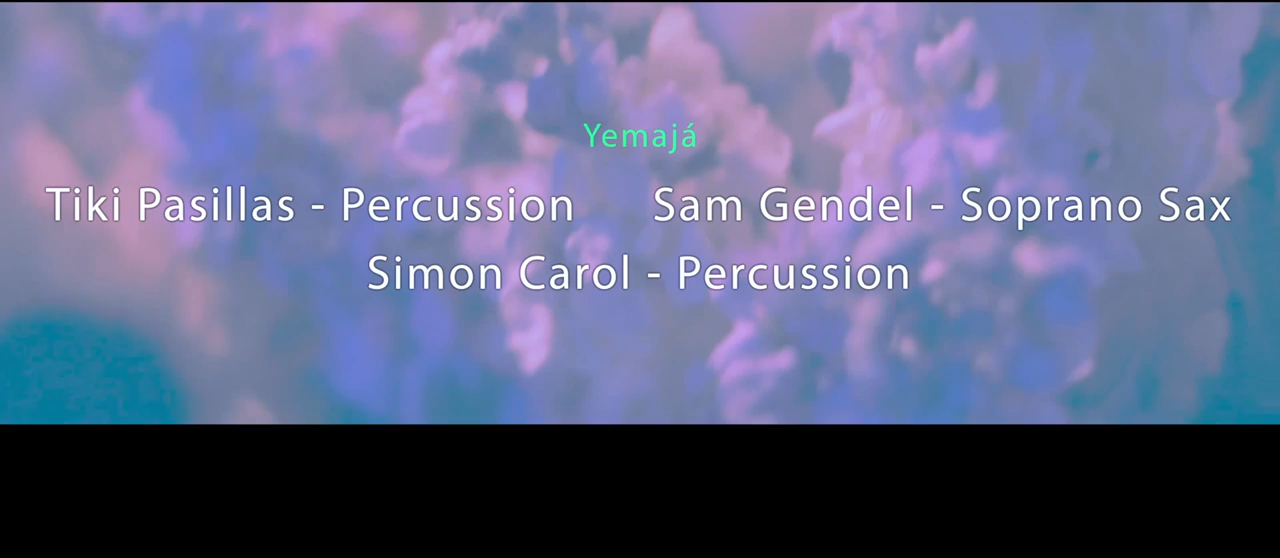 Yemajá
Tiki Pasillas - Percussion Sam Gendel - Soprano Sax
Simon Carol - Percussion